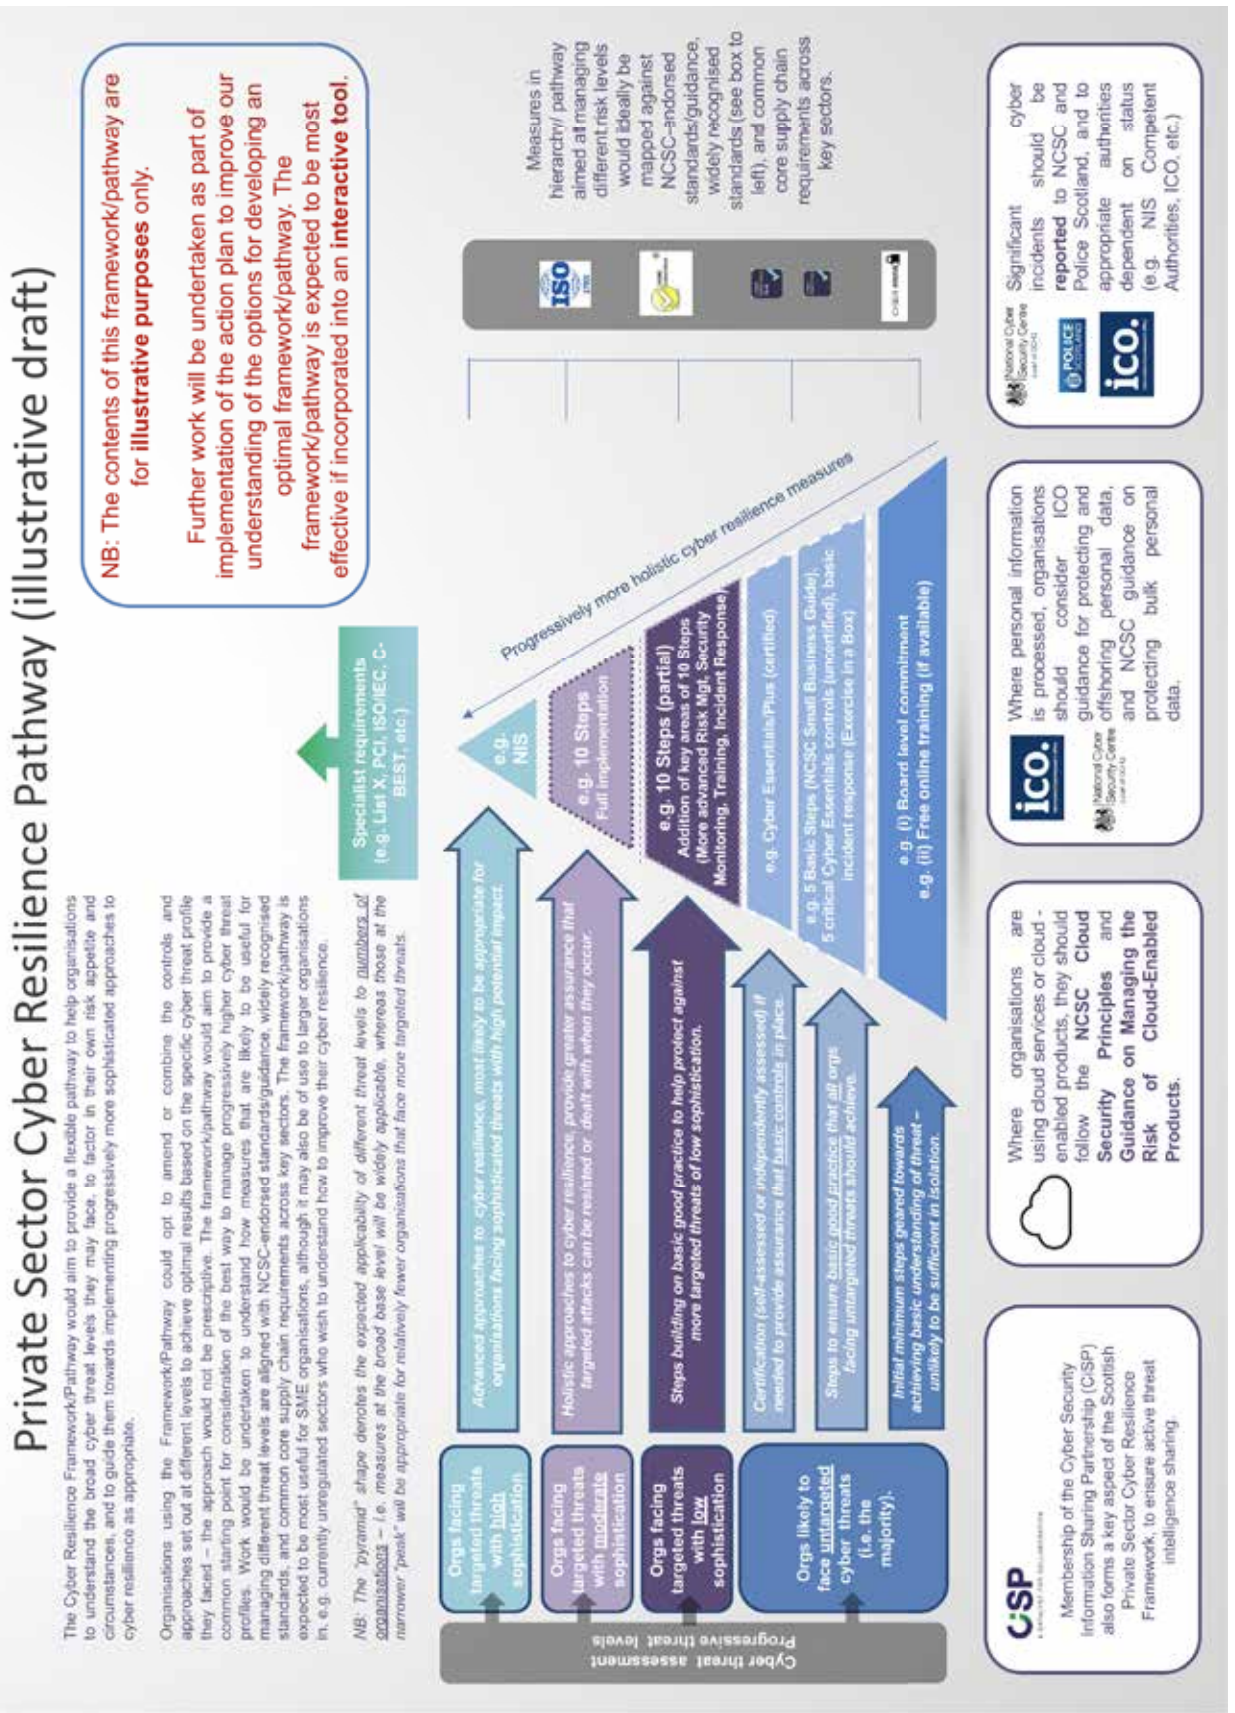 Private Sector Cyber Resilience Pathway (illustrative draft)
The Cyber Resilience Framework/Pathway would aim to provide a flexible pathway to help organisations
to understand the broad cyber threat levels they may face, to factor in their own risk appetite and
circumstances, and to guide them towards implementing progressively more sophisticated approaches to
cyber resilience as appropriate.
Organisations using the Framework/Pathway could opt to amend or combine the controls and
approaches set out at different levels to achieve optimal results based on the specific cyber threat profile
they faced – the approach would not be prescriptive. The framework/pathway would aim to provide a
common starting point for consideration of the best way to manage progressively higher cyber threat
profiles. Work would be undertaken to understand how measures that are likely to be useful for
managing different threat levels are aligned with NCSC-endorsed standards/guidance, widely recognised
standards, and common core supply chain requirements across key sectors. The framework/pathway is
expected to be most useful for SME organisations, although it may also be of use to larger organisations
in, e.g. currently unregulated sectors who wish to understand how to improve their cyber resilience.
NB: The "pyramid" shape denotes the expected applicability of different threat levels to numbers of
organisations – i.e. measures at the broad base level will be widely applicable, whereas those at the
narrower "peak" will be appropriate for relatively fewer organisations that face more targeted threats.
NB: The contents of this framework/pathway are
for illustrative purposes only.
Further work will be undertaken as part of
implementation of the action plan to improve our
understanding of the options for developing an
optimal framework/pathway. The
framework/pathway is expected to be most
effective if incorporated into an interactive tool.
Specialist requirements
(e.g. List X, PCI, ISO/IEC, C-
BEST, etc.)
Cyber threat assessment
Progressive threat levels
Orgs facing
targeted threats
with high
sophistication
Advanced approaches to cyber resilience, most likely to be appropriate for
organisations facing sophisticated threats with high potential impact.
e.g.
NIS
Orgs facing
targeted threats
with moderate
sophistication
Holistic approaches to cyber resilience, provide greater assurance that
targeted attacks can be resisted or dealt with when they occur.
e.g. 10 Steps
Full implementation
Orgs facing
targeted threats
with low
sophistication
Steps building on basic good practice to help protect against
more targeted threats of low sophistication.
e.g. 10 Steps (partial)
Addition of key areas of 10 Steps
(More advanced Risk Mgt, Security
Monitoring, Training, Incident Response)
Orgs likely to
face untargeted
cyber threats
(i.e. the
majority).
Certification (self-assessed or independently assessed) if
needed to provide assurance that basic controls in place.
e.g. Cyber Essentials/Plus (certified)
Steps to ensure basic good practice that all orgs
facing untargeted threats should achieve.
e.g. 5 Basic Steps (NCSC Small Business Guide),
5 critical Cyber Essentials controls (uncertified), basic
incident response (Exercise in a Box)
Initial minimum steps geared towards
achieving basic understanding of threat –
unlikely to be sufficient in isolation.
e.g. (i) Board level commitment
e.g. (ii) Free online training (if available)
Progressively more holistic cyber resilience measures
ISO
Measures in
hierarchy/ pathway
aimed at managing
different risk levels
would ideally be
mapped against
NCSC-endorsed
standards/guidance,
widely recognised
standards (see box to
left), and common
core supply chain
requirements across
key sectors.
CiSP
Membership of the Cyber Security
Information Sharing Partnership (CiSP)
also forms a key aspect of the Scottish
Private Sector Cyber Resilience
Framework, to ensure active threat
intelligence sharing
Where organisations are
using cloud services or cloud -
enabled products, they should
follow the NCSC Cloud
Security Principles and
Guidance on Managing the
Risk of Cloud-Enabled
Products.
ico.
National Cyber
Security Centre
Where personal information
is processed, organisations
should consider ICO
guidance for protecting and
offshoring personal data,
and NCSC guidance on
protecting bulk personal
data.
National Cyber
Security Centre
POLICE
SCOTLAND
ico.
Significant cyber
incidents should be
reported to NCSC and
Police Scotland, and to
appropriate authorities
dependent on status
(e.g. NIS Competent
Authorities, ICO, etc.)